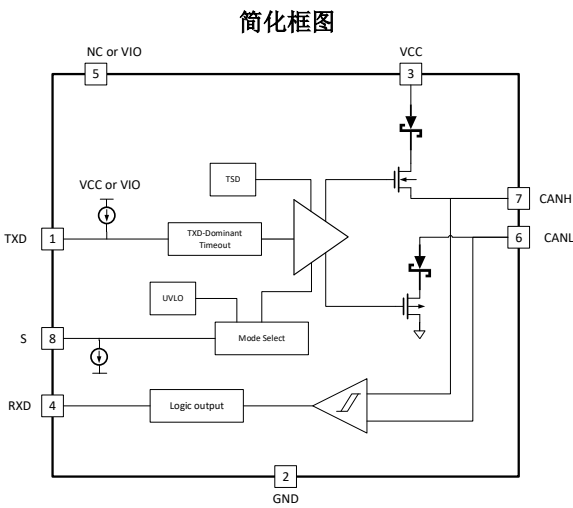 简化框图
NC or VIO
5
VCC
3
TSD
VCC or VIO
TXD
1
TXD-Dominant
Timeout
7
CANH
6
CANL
UVLO
S
8
Mode Select
RXD
4
Logic output
2
GND